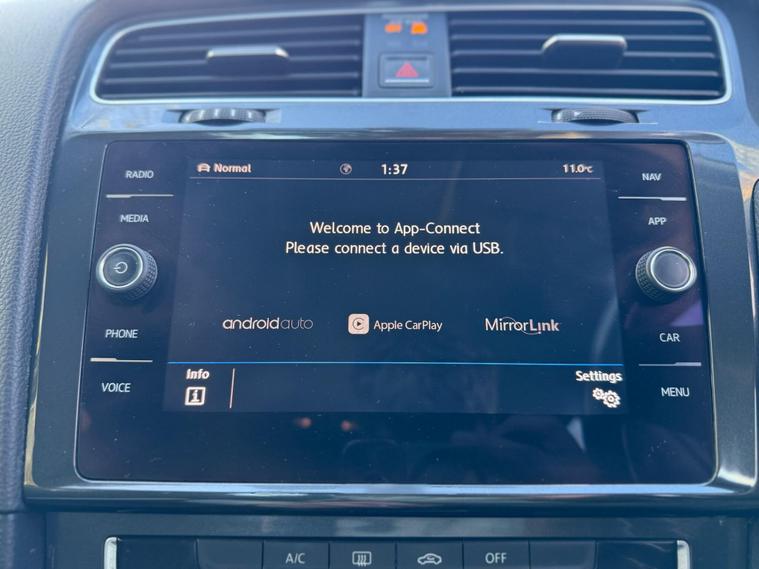 RADIO
MEDIA
PHONE
VOICE
Normal 1:37 11.0°C
Welcome to App-Connect
Please connect a device via USB.
androidauto Apple CarPlay MirrorLink
Info Settings
NAV
APP
CAR
MENU
A/C OFF